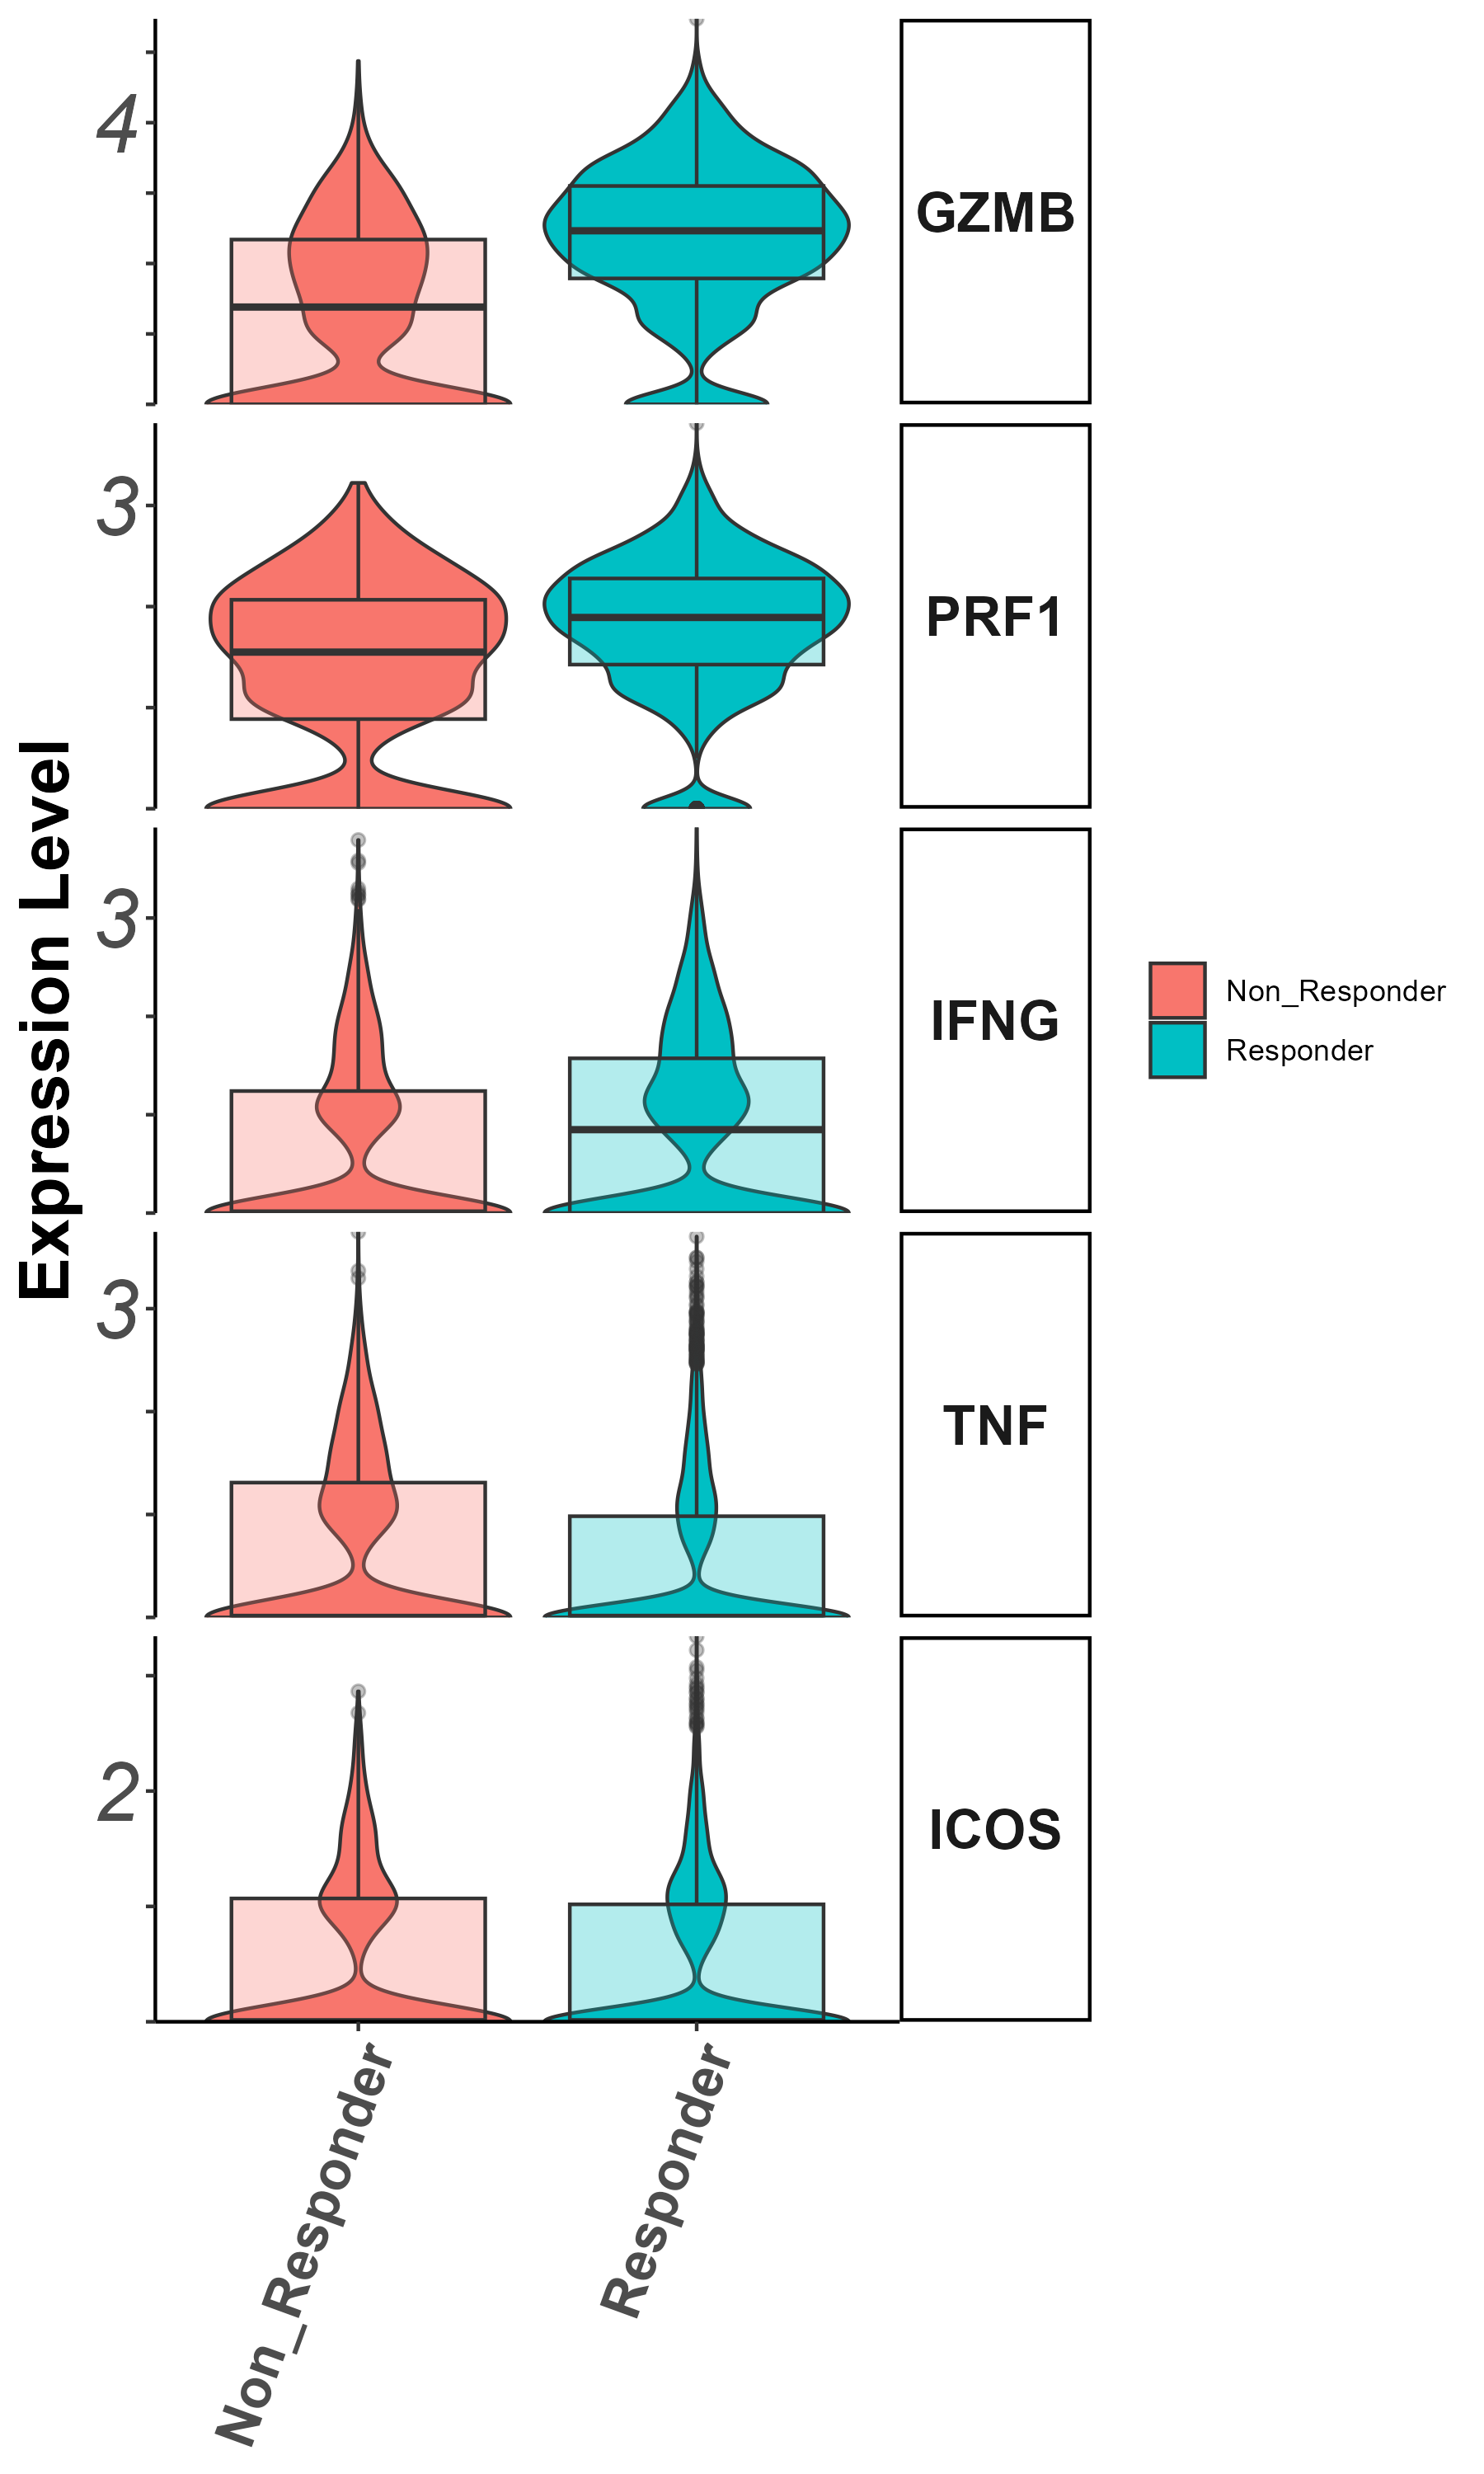 Expression Level
4
GZMB
3
PRF1
3
IFNG
3
TNF
2
ICOS
Non_Responder
Responder
Non_Responder
Responder